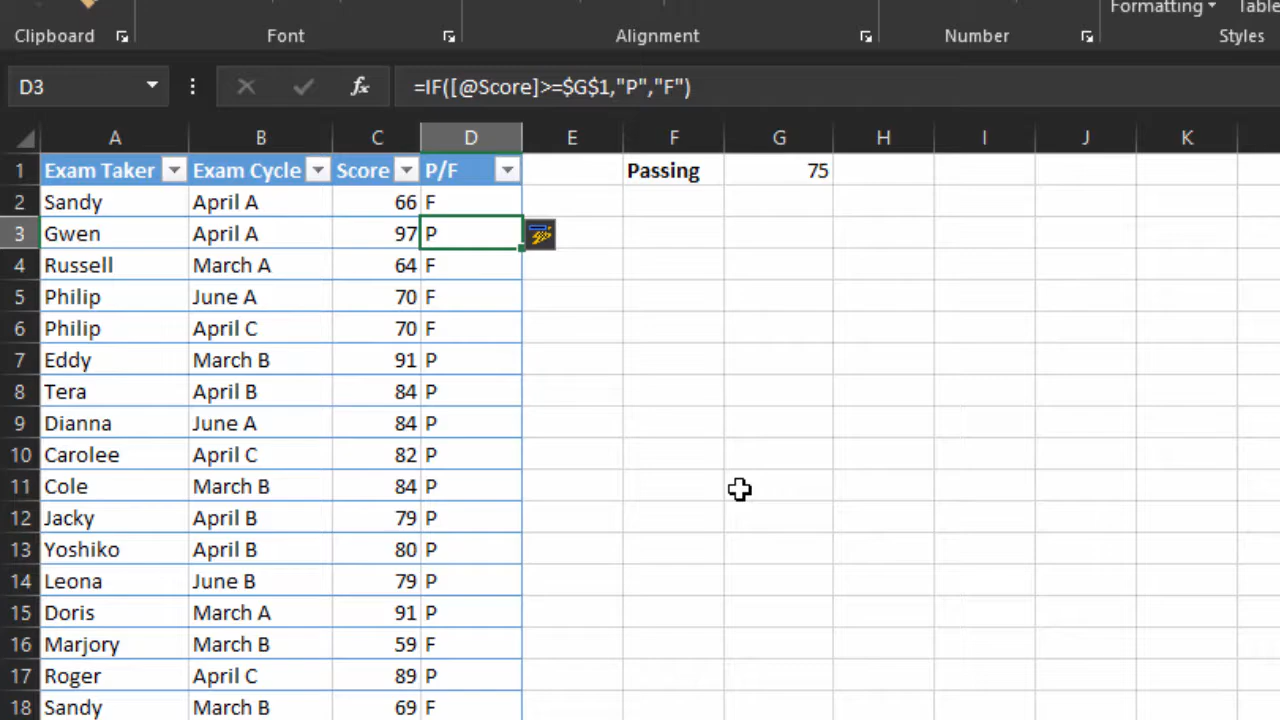 Formatting
Table
Clipboard Font Alignment Number Styles
D3 fx =IF([@Score]>=$G$1,"P","F")
A B C D E F G H I J K
1 Exam Taker Exam Cycle Score P/F Passing 75
2 Sandy April A 66 F
3 Gwen April A 97 P
4 Russell March A 64 F
5 Philip June A 70 F
6 Philip April C 70 F
7 Eddy March B 91 P
8 Tera April B 84 P
9 Dianna June A 84 P
10 Carolee April C 82 P
11 Cole March B 84 P
12 Jacky April B 79 P
13 Yoshiko April B 80 P
14 Leona June B 79 P
15 Doris March A 91 P
16 Marjory March B 59 F
17 Roger April C 89 P
18 Sandy March B 69 F